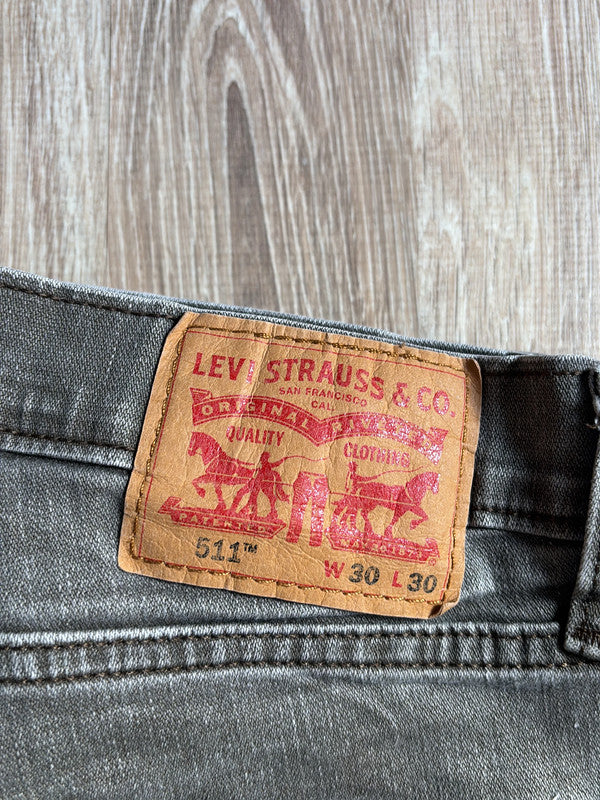 LEVI STRAUSS & CO.
SAN FRANCISCO
CAL.
ORIGINAL RIVETED
QUALITY CLOTHING
511™ W 30 L 30